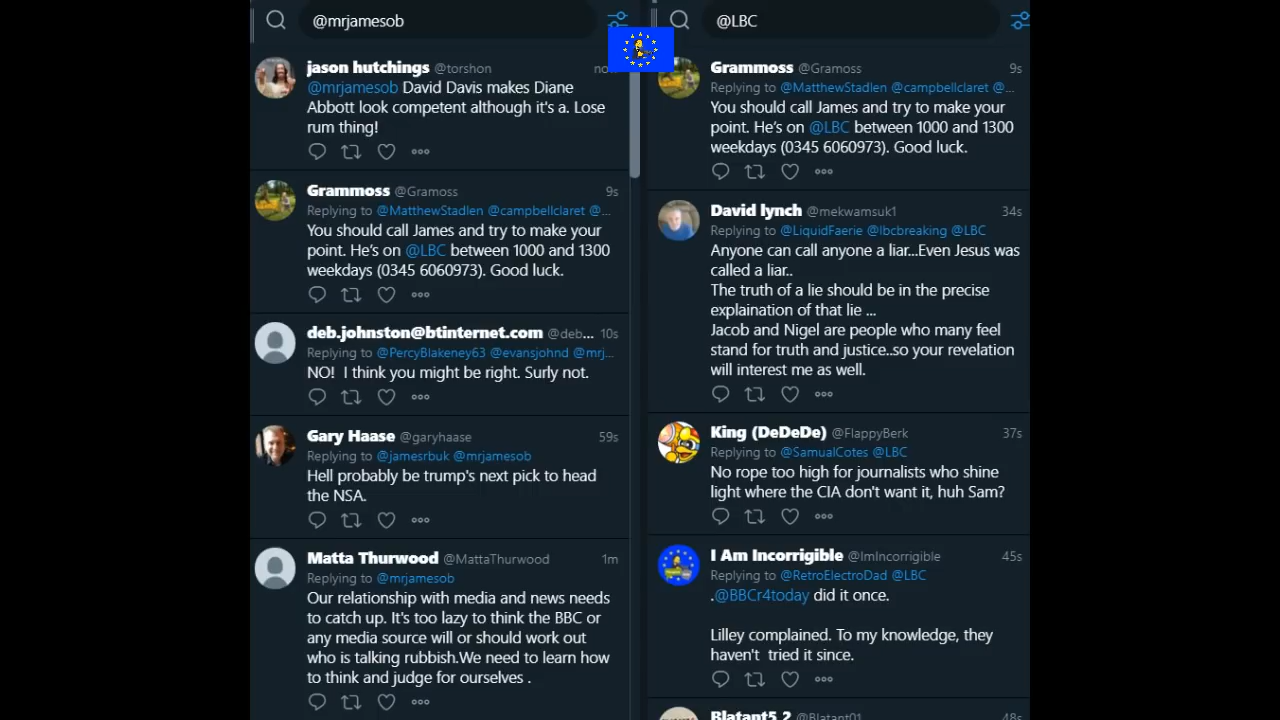 @mrjamesob
jason hutchings @torshon now
@mrjamesob David Davis makes Diane
Abbott look competent although it's a. Lose
rum thing!
Grammoss @Gramoss 9s
Replying to @MatthewStadlen @campbellclaret @...
You should call James and try to make your
point. He's on @LBC between 1000 and 1300
weekdays (0345 6060973). Good luck.
deb.johnston@btinternet.com @deb... 10s
Replying to @PercyBlakeney63 @evansjohnd @mrj...
NO! I think you might be right. Surly not.
Gary Haase @garyhaase 59s
Replying to @jamesrbuk @mrjamesob
Hell probably be trump's next pick to head
the NSA.
Matta Thurwood @MattaThurwood 1m
Replying to @mrjamesob
Our relationship with media and news needs
to catch up. It's too lazy to think the BBC or
any media source will or should work out
who is talking rubbish.We need to learn how
to think and judge for ourselves .
@LBC
Grammoss @Gramoss 9s
Replying to @MatthewStadlen @campbellclaret @...
You should call James and try to make your
point. He's on @LBC between 1000 and 1300
weekdays (0345 6060973). Good luck.
David lynch @mekwamsuk1 34s
Replying to @LiquidFaerie @lbcbreaking @LBC
Anyone can call anyone a liar...Even Jesus was
called a liar..
The truth of a lie should be in the precise
explaination of that lie ...
Jacob and Nigel are people who many feel
stand for truth and justice..so your revelation
will interest me as well.
King (DeDeDe) @FlappyBerk 37s
Replying to @SamualCotes @LBC
No rope too high for journalists who shine
light where the CIA don't want it, huh Sam?
I Am Incorrigible @ImIncorrigible 45s
Replying to @RetroElectroDad @LBC
.@BBCr4today did it once.
Lilley complained. To my knowledge, they
haven't tried it since.
Blatant5.2 @Blatant01 48s